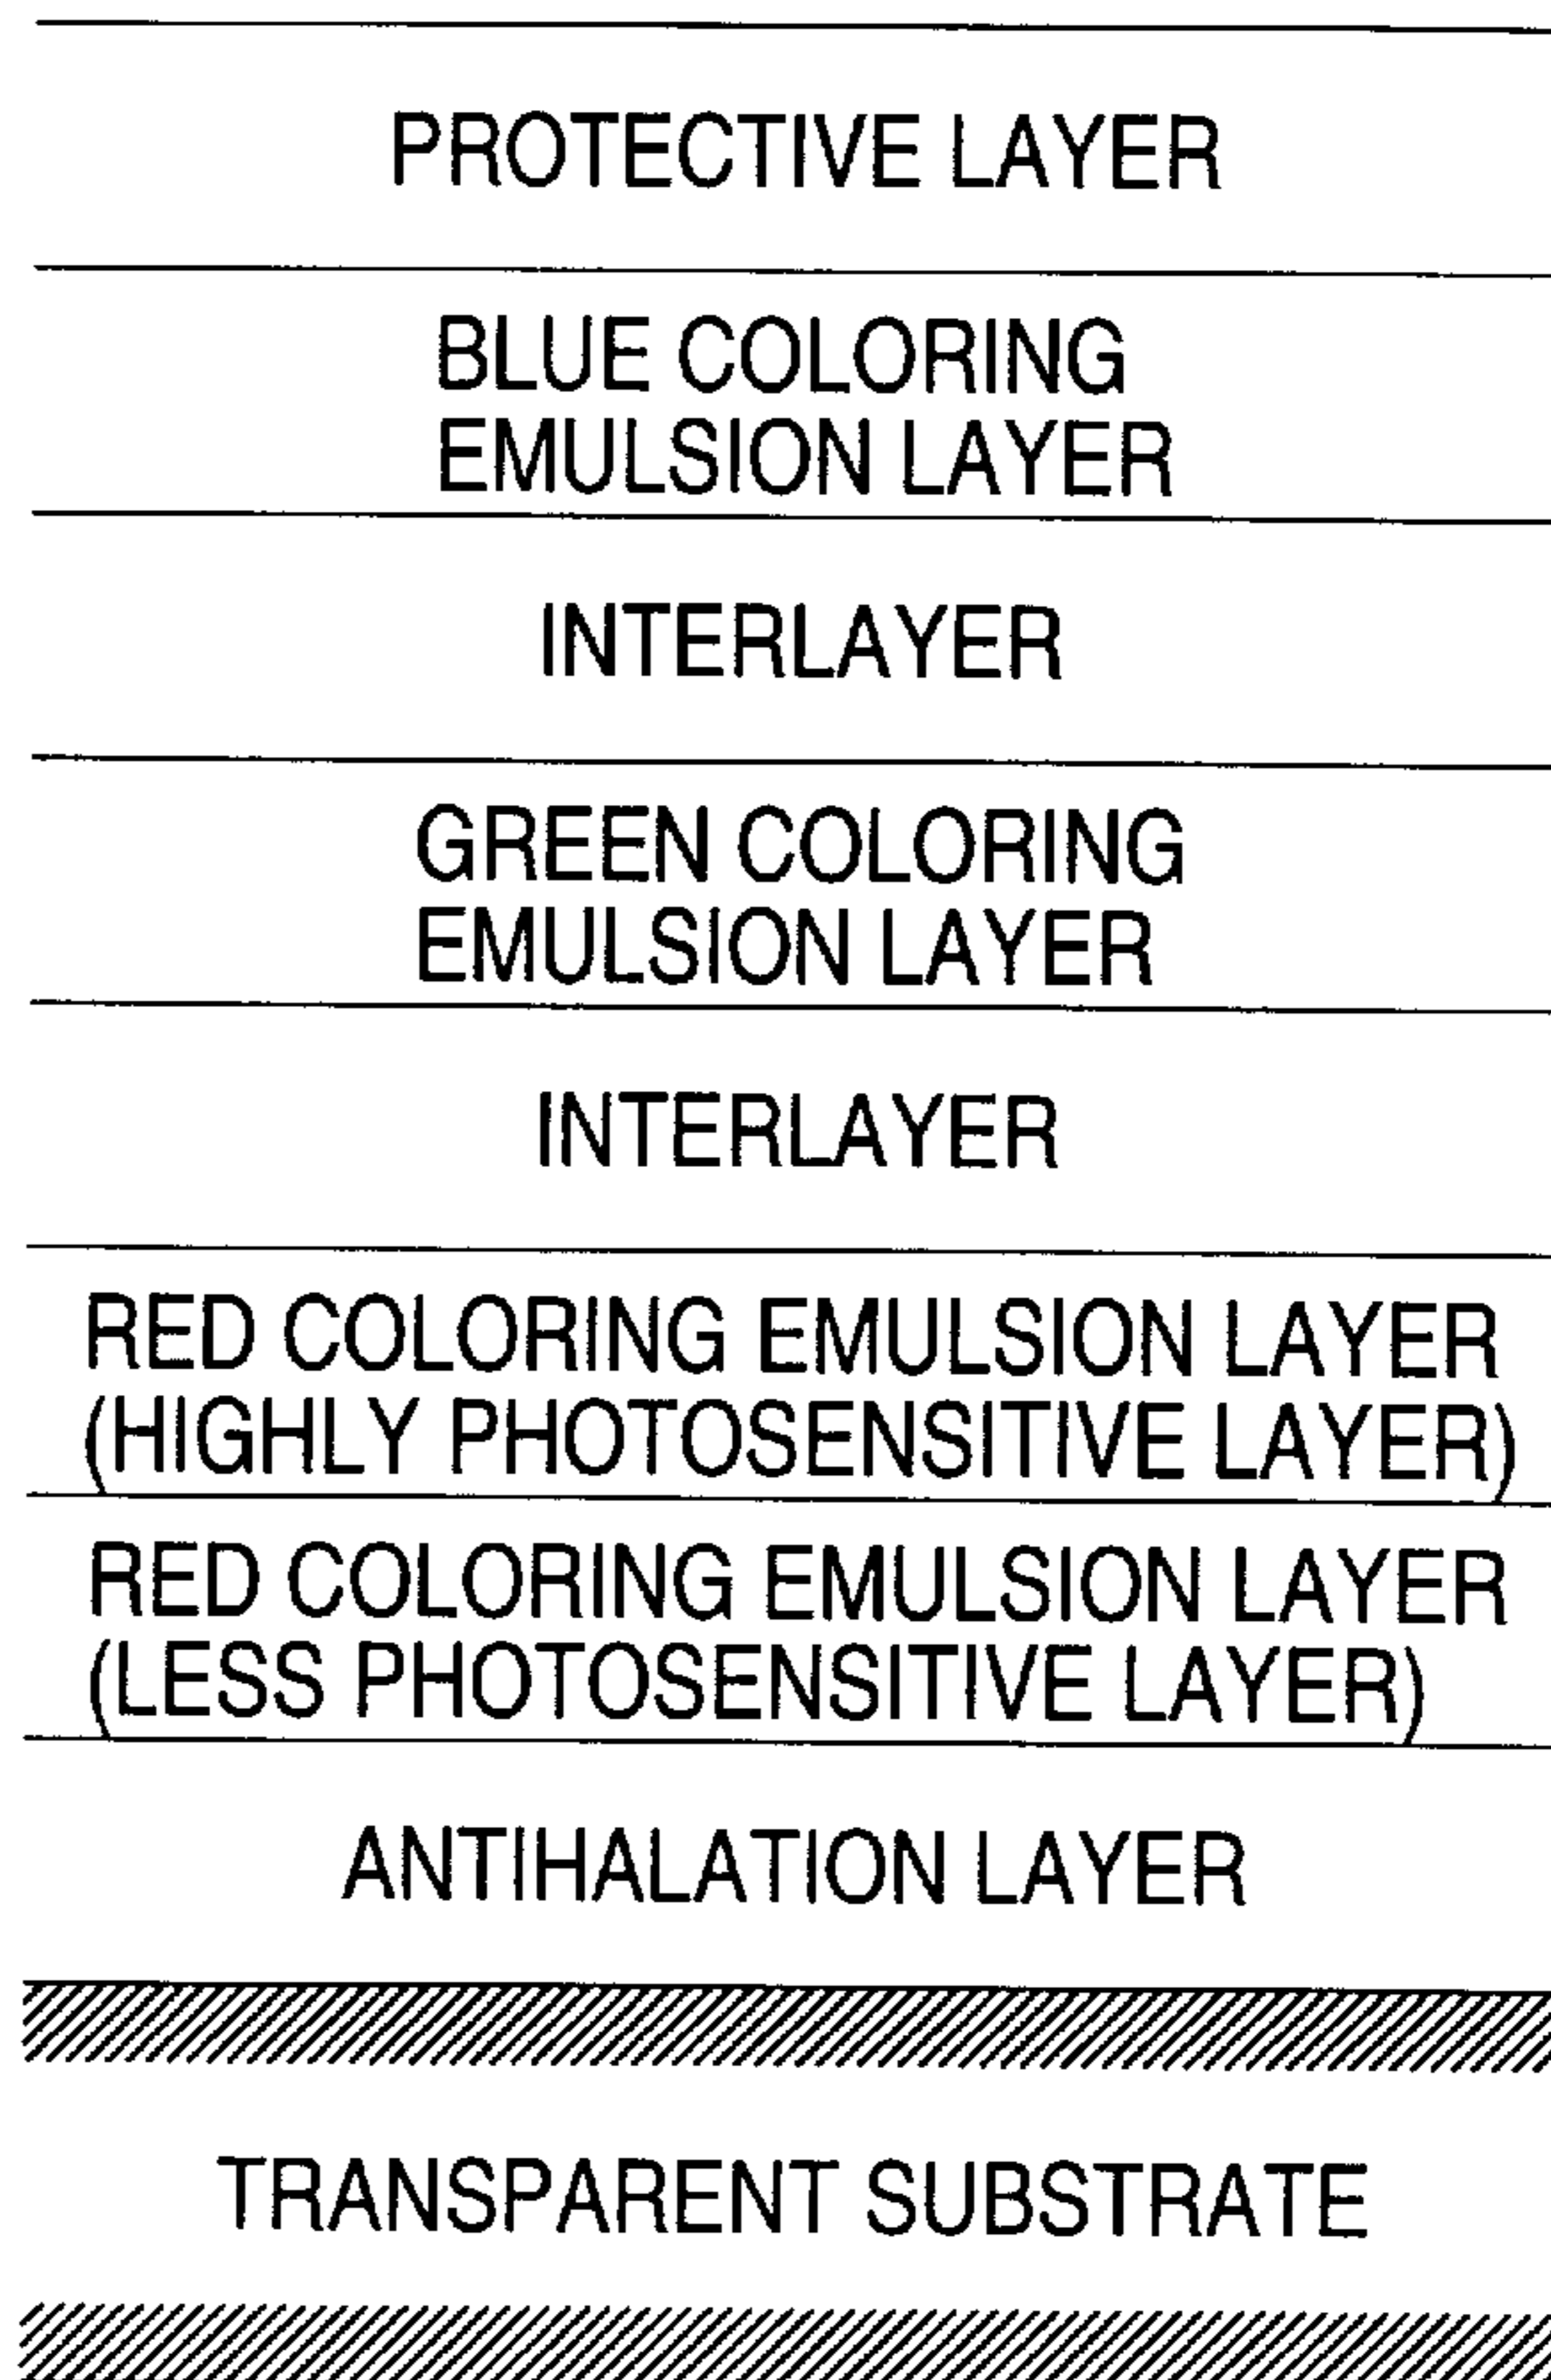 PROTECTIVE LAYER
BLUE COLORING
EMULSION LAYER
INTERLAYER
GREEN COLORING
EMULSION LAYER
INTERLAYER
RED COLORING EMULSION LAYER
(HIGHLY PHOTOSENSITIVE LAYER)
RED COLORING EMULSION LAYER
(LESS PHOTOSENSITIVE LAYER)
ANTIHALATION LAYER
TRANSPARENT SUBSTRATE